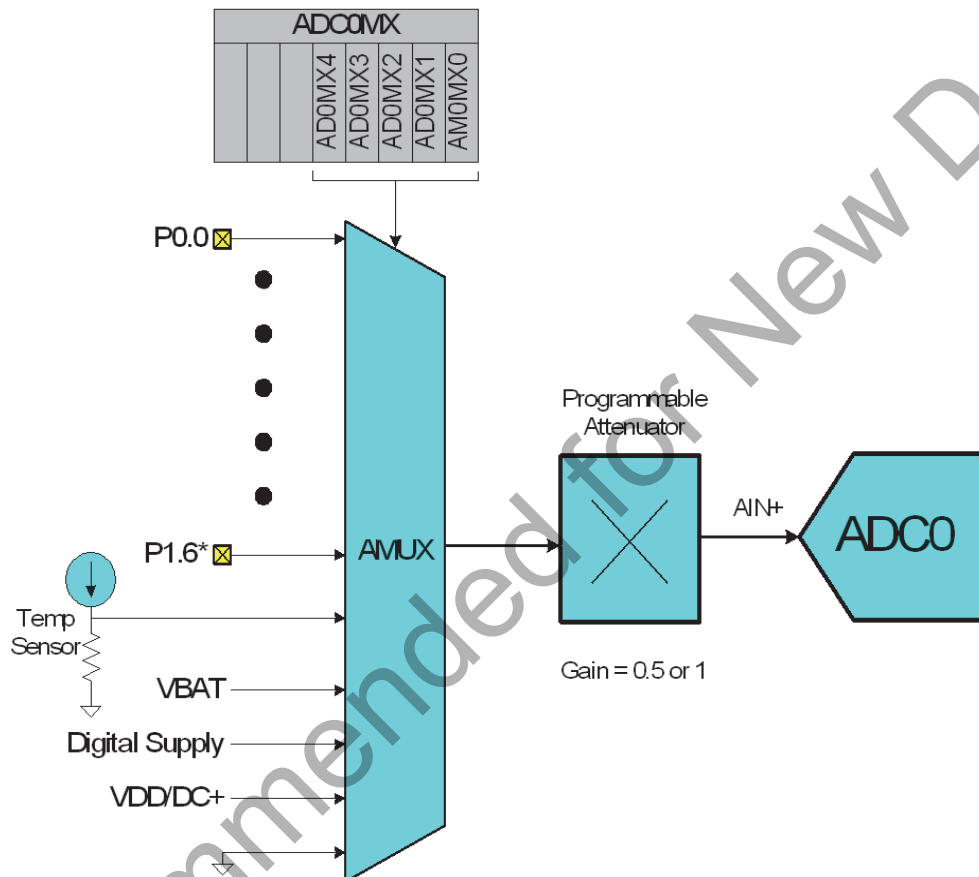 ADC0MX
AD0MX4
AD0MX3
AD0MX2
AD0MX1
AM0MX0
P0.0
P1.6*
Temp
Sensor
VBAT
Digital Supply
VDD/DC+
AMUX
Programmable
Attenuator
Gain = 0.5 or 1
AIN+
ADC0
mmended for New D